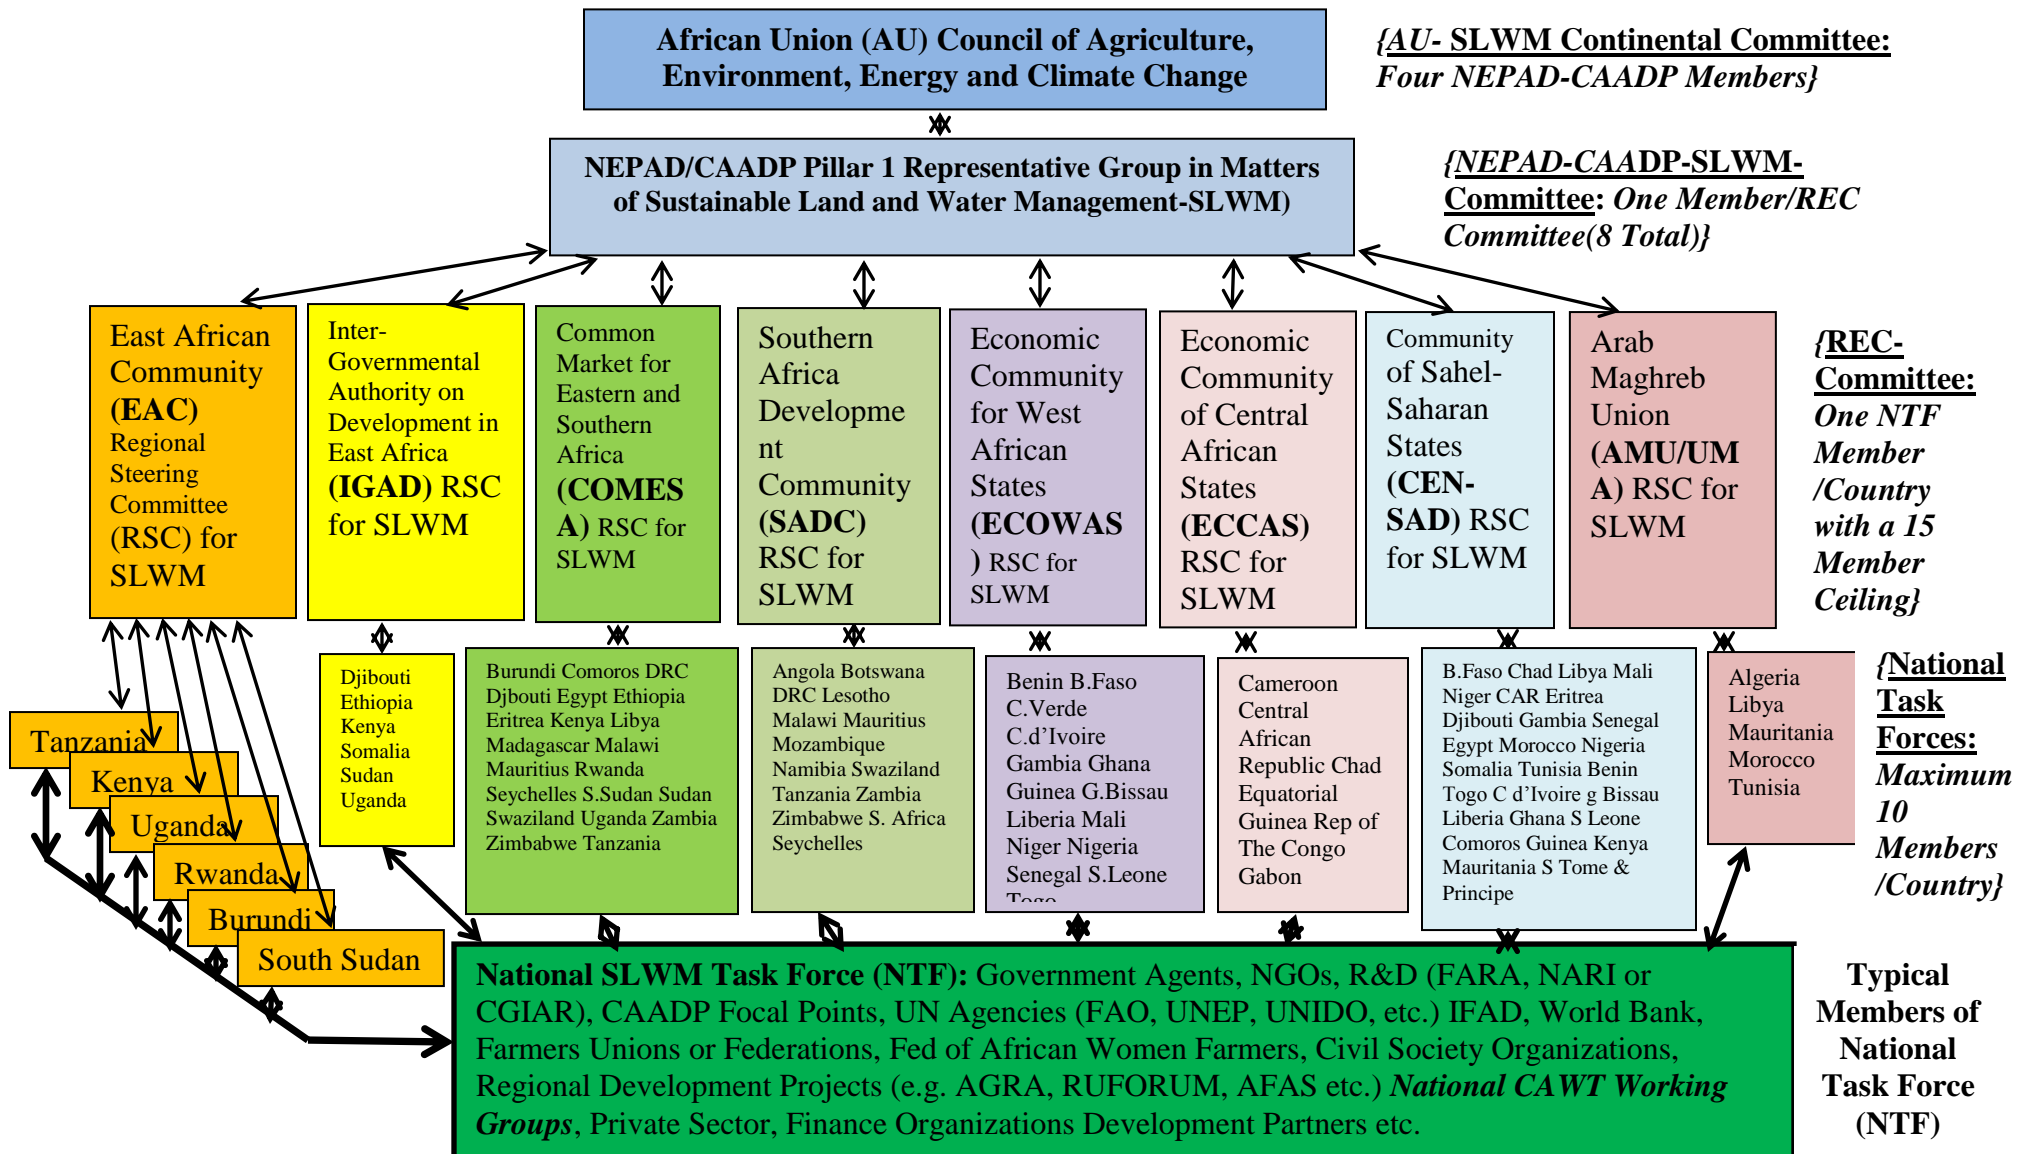 African Union (AU) Council of Agriculture,
Environment, Energy and Climate Change
{AU- SLWM Continental Committee:
Four NEPAD-CAADP Members}
NEPAD/CAADP Pillar 1 Representative Group in Matters
of Sustainable Land and Water Management-SLWM)
{NEPAD-CAADP-SLWM-
Committee: One Member/REC
Committee(8 Total)}
East African
Community
(EAC)
Regional
Steering
Committee
(RSC) for
SLWM
Inter-
Governmental
Authority on
Development in
East Africa
(IGAD) RSC
for SLWM
Common
Market for
Eastern and
Southern
Africa
(COMES
A) RSC for
SLWM
Southern
Africa
Developme
nt
Community
(SADC)
RSC for
SLWM
Economic
Community
for West
African
States
(ECOWAS
) RSC for
SLWM
Economic
Community
of Central
African
States
(ECCAS)
RSC for
SLWM
Community
of Sahel-
Saharan
States
(CEN-
SAD) RSC
for SLWM
Arab
Maghreb
Union
(AMU/UM
A) RSC for
SLWM
{REC-
Committee:
One NTF
Member
/Country
with a 15
Member
Ceiling}
Tanzania
Kenya
Uganda
Rwanda
Burundi
South Sudan
Djibouti
Ethiopia
Kenya
Somalia
Sudan
Uganda
Burundi Comoros DRC
Djbouti Egypt Ethiopia
Eritrea Kenya Libya
Madagascar Malawi
Mauritius Rwanda
Seychelles S.Sudan Sudan
Swaziland Uganda Zambia
Zimbabwe Tanzania
Angola Botswana
DRC Lesotho
Malawi Mauritius
Mozambique
Namibia Swaziland
Tanzania Zambia
Zimbabwe S. Africa
Seychelles
Benin B.Faso
C.Verde
C.d’Ivoire
Gambia Ghana
Guinea G.Bissau
Liberia Mali
Niger Nigeria
Senegal S.Leone
Togo
Cameroon
Central
African
Republic Chad
Equatorial
Guinea Rep of
The Congo
Gabon
B.Faso Chad Libya Mali
Niger CAR Eritrea
Djibouti Gambia Senegal
Egypt Morocco Nigeria
Somalia Tunisia Benin
Togo C d’Ivoire g Bissau
Liberia Ghana S Leone
Comoros Guinea Kenya
Mauritania S Tome &
Principe
Algeria
Libya
Mauritania
Morocco
Tunisia
{National
Task
Forces:
Maximum
10
Members
/Country}
National SLWM Task Force (NTF): Government Agents, NGOs, R&D (FARA, NARI or
CGIAR), CAADP Focal Points, UN Agencies (FAO, UNEP, UNIDO, etc.) IFAD, World Bank,
Farmers Unions or Federations, Fed of African Women Farmers, Civil Society Organizations,
Regional Development Projects (e.g. AGRA, RUFORUM, AFAS etc.) National CAWT Working
Groups, Private Sector, Finance Organizations Development Partners etc.
Typical
Members of
National
Task Force
(NTF)